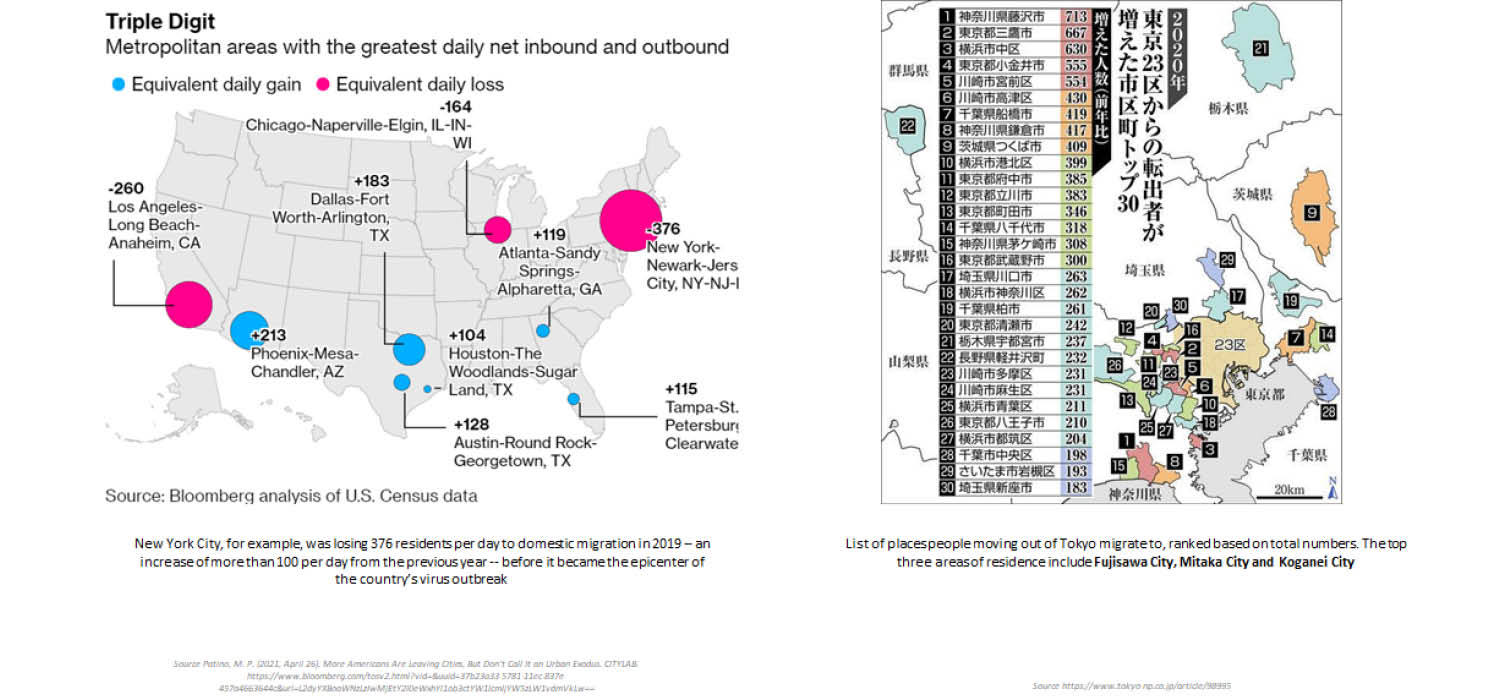 Triple Digit
Metropolitan areas with the greatest daily net inbound and outbound
Equivalent daily gain
Equivalent daily loss
-164
Chicago-Naperville-Elgin, IL-IN-
WI
+183
Dallas-Fort
Worth-Arlington,
TX
-260
Los Angeles-
Long Beach-
Anaheim, CA
+119
Atlanta-Sandy
Springs-
Alpharetta, GA
-376
New York-
Newark-Jers
City, NY-NJ-
+213
Phoenix-Mesa-
Chandler, AZ
+104
Houston-The
Woodlands-Sugar
Land, TX
+115
Tampa-St.
Petersburg
Clearwate
+128
Austin-Round Rock-
Georgetown, TX
Source: Bloomberg analysis of U.S. Census data
New York City, for example, was losing 376 residents per day to domestic migration in 2019 – an
increase of more than 100 per day from the previous year -- before it became the epicenter of
the country's virus outbreak
Source Patino, M. P. (2021, April 26). More Americans Are Leaving Cities, But Don't Call It an Urban Exodus. CITYLAB.
2020年
東京23区からの転出者が
増えた市区町トップ30
増えた人数(前年比)
1 神奈川県藤沢市 713
2 東京都三鷹市 667
3 横浜市中区 630
4 東京都小金井市 555
5 川崎市宮前区 554
6 川崎市高津区 430
7 千葉県船橋市 419
8 神奈川県鎌倉市 417
9 茨城県つくば市 409
10 横浜市港北区 399
11 東京都府中市 385
12 東京都立川市 383
13 東京都町田市 346
14 千葉県八千代市 318
15 神奈川県茅ケ崎市 308
16 東京都武蔵野市 300
17 埼玉県川口市 263
18 横浜市神奈川区 262
19 千葉県柏市 261
20 東京都清瀬市 242
21 栃木県宇都宮市 237
22 長野県軽井沢町 232
23 川崎市多摩区 231
24 川崎市麻生区 231
25 横浜市青葉区 211
26 東京都八王子市 210
27 横浜市都筑区 204
28 千葉市中央区 198
29 さいたま市岩槻区 193
30 埼玉県新座市 183
群馬県
21
栃木県
22
茨城県
9
長野県
埼玉県
29
17
19
20
30
12
16
4
2
23区
7
14
山梨県
26
11
23
5
24
6
13
10
東京都
28
25
27
18
1
3
15
8
千葉県
神奈川県
20km
N
List of places people moving out of Tokyo migrate to, ranked based on total numbers. The top
three areas of residence include Fujisawa City, Mitaka City and Koganei City
Source https://www.tokyo-np.co.jp/article/98995